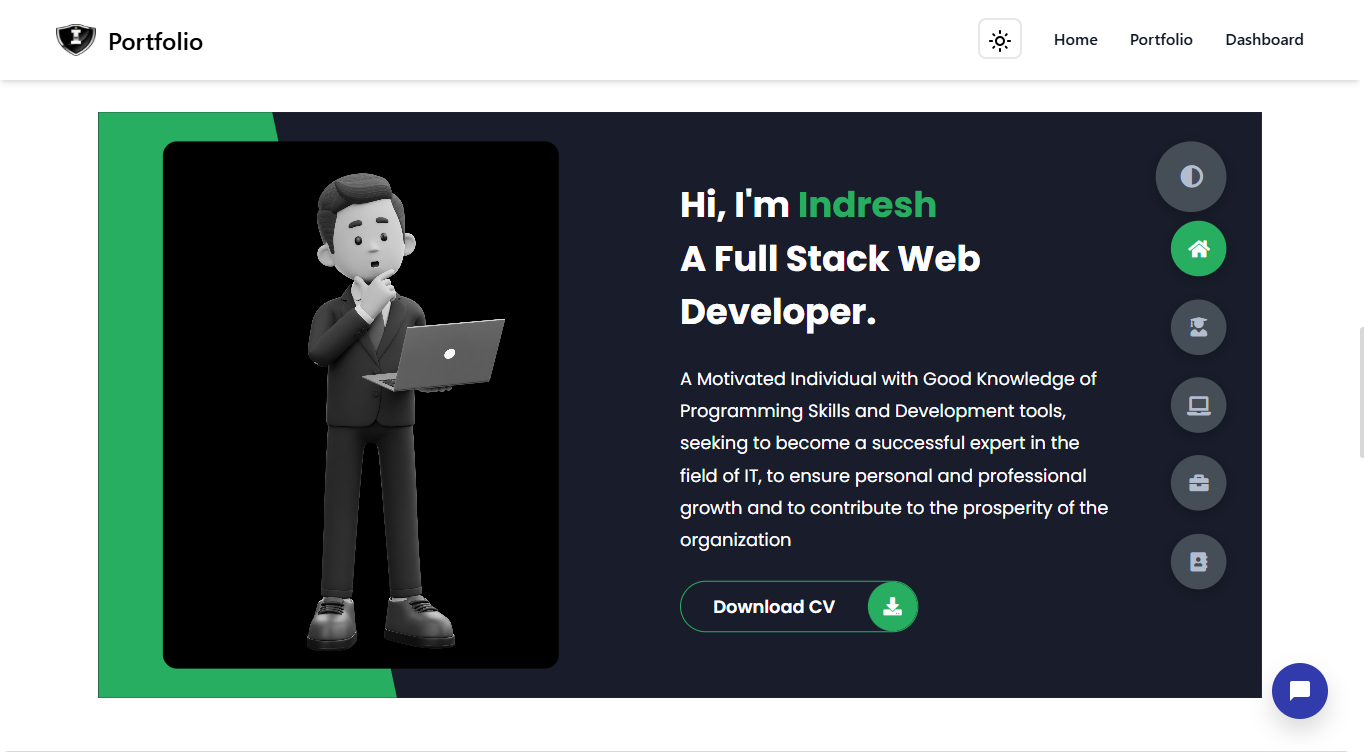 Portfolio
Home Portfolio Dashboard
Hi, I'm Indresh
A Full Stack Web
Developer.
A Motivated Individual with Good Knowledge of
Programming Skills and Development tools,
seeking to become a successful expert in the
field of IT, to ensure personal and professional
growth and to contribute to the prosperity of the
organization
Download CV